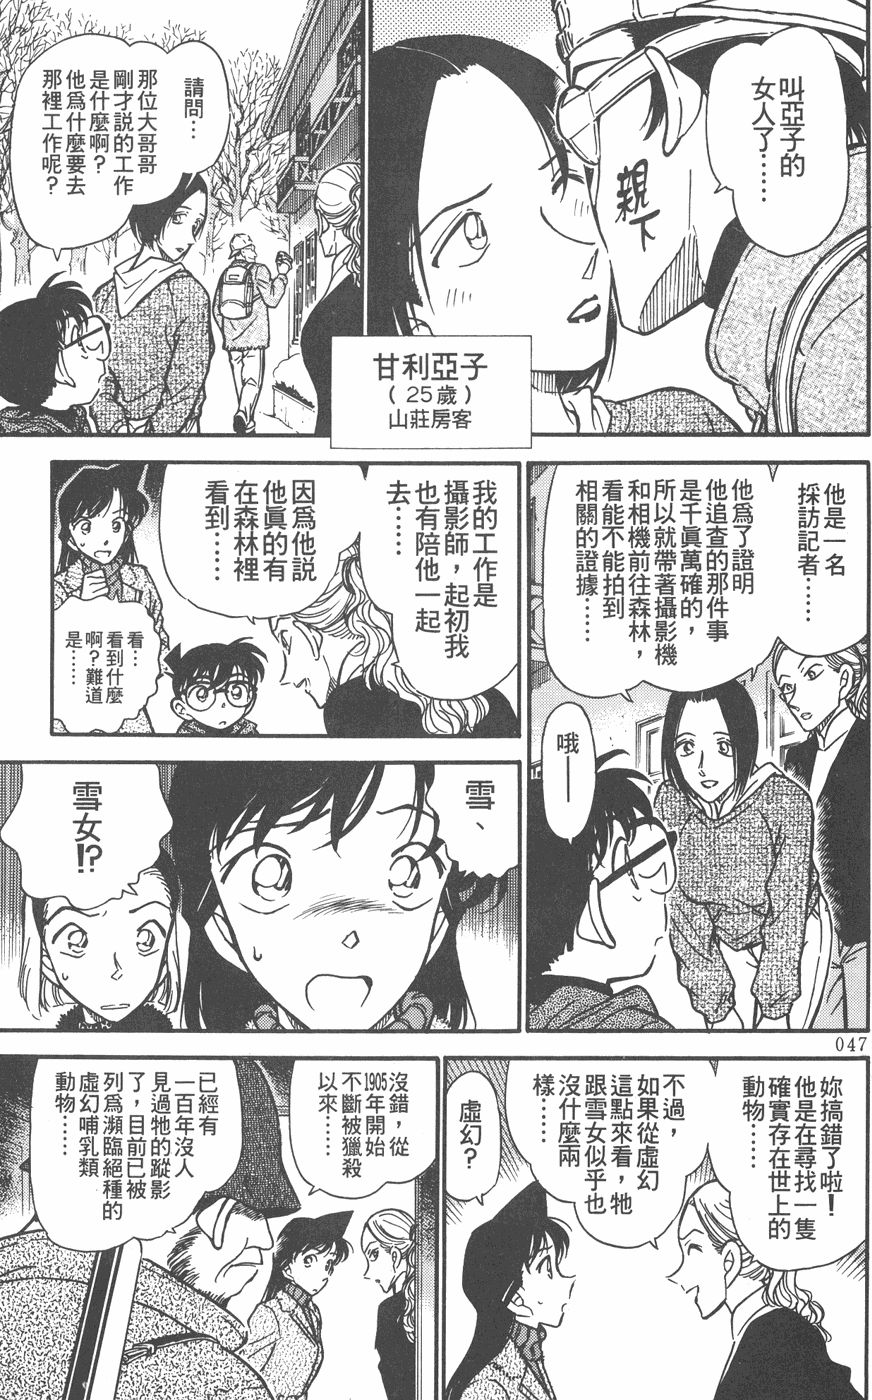 叫亞子的
女人了……
親下
甘利亞子
（25歲）
山莊房客
請問…
那位大哥哥
剛才說的工作
是什麼啊？
他為什麼要去
那裡工作呢？
他是一名
採訪記者……
他為了證明
他追查的那件事
是千真萬確的，
所以就帶著攝影機
和相機前往森林，
看能不能拍到
相關的證據……
哦——
我的工作是
攝影師，起初我
也有陪他一起
去……
因為他說
他真的有
在森林裡
看到…
看…
看到什麼
啊？難道
是……
雪、
雪女!?
047
妳搞錯了啦！
他是在尋找一隻
確實存在世上的
動物…
不過，
如果從虛幻
這點來看，牠
跟雪女似乎也
沒什麼兩
樣…
虛幻？
沒錯，從
1905年開始
不斷被獵殺
以來…
已經有
一百年沒人
見過牠的蹤影
了，目前已被
列為瀕臨絕種的
虛幻哺乳類
動物…